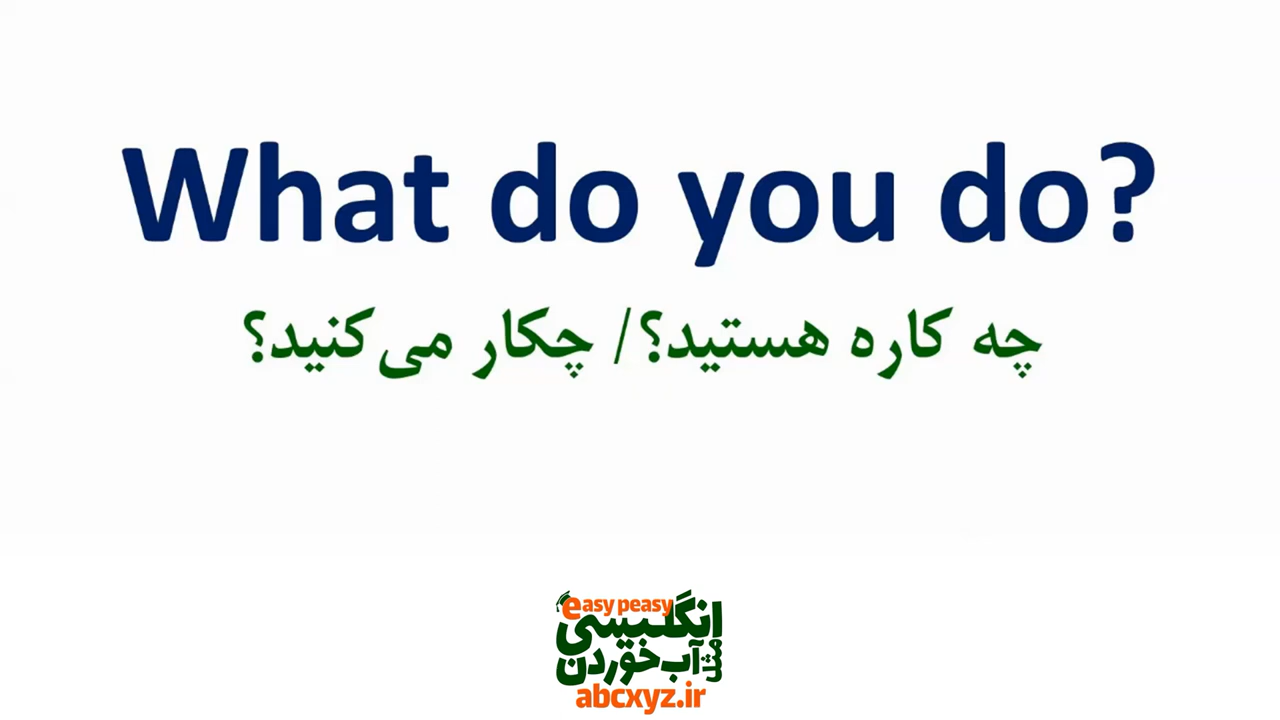 What do you do?
چه کاره هستید؟/ چکار می‌کنید؟
easy peasy
انگلیسی
مثل آب خوردن
abcxyz.ir